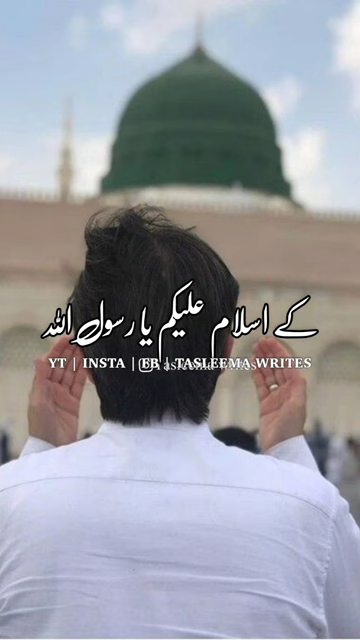 کے اسلام علیکم یا رسول اللہ
YT | INSTA | FB | TASLEEMA WRITES